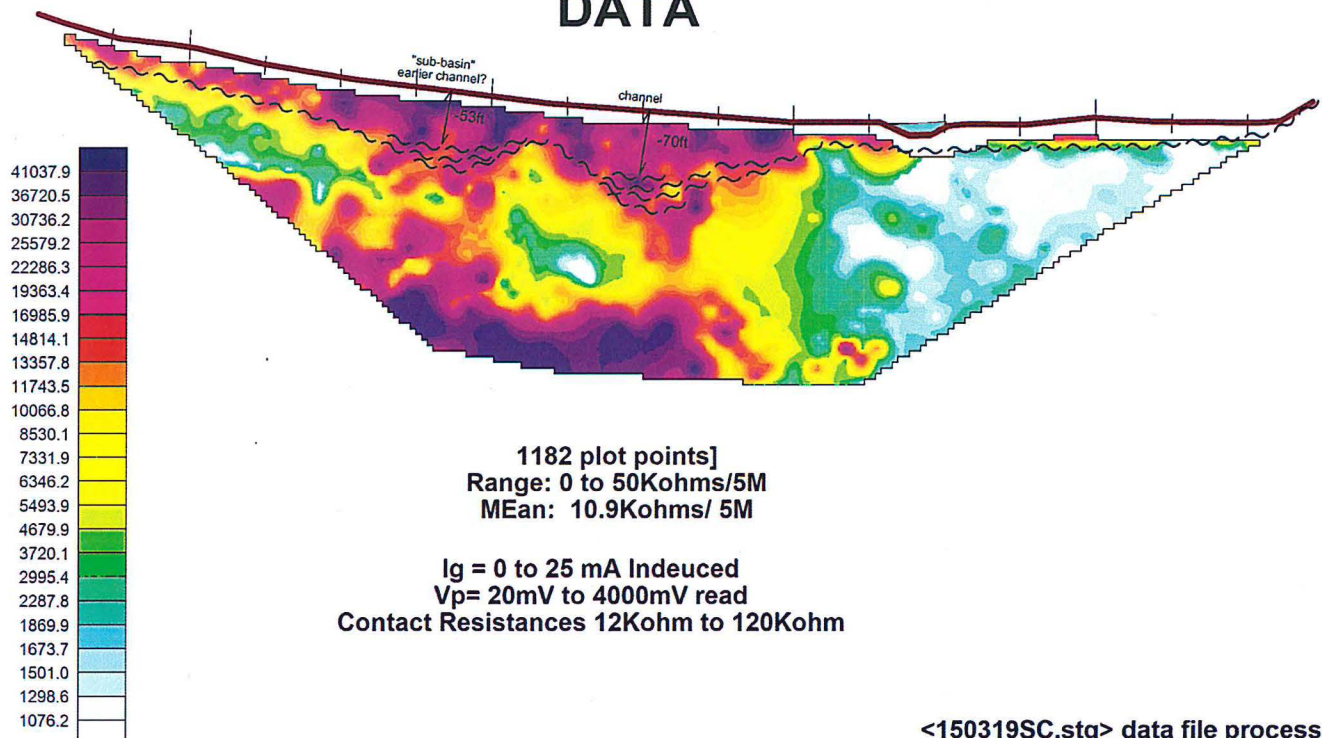 DATA
"sub-basin"
earlier channel?
-53ft
channel
-70ft
41037.9
36720.5
30736.2
25579.2
22286.3
19363.4
16985.9
14814.1
13357.8
11743.5
10066.8
8530.1
7331.9
6346.2
5493.9
4679.9
3720.1
2995.4
2287.8
1869.9
1673.7
1501.0
1298.6
1076.2
1182 plot points]
Range: 0 to 50Kohms/5M
MEan: 10.9Kohms/ 5M
Ig = 0 to 25 mA Indeuced
Vp= 20mV to 4000mV read
Contact Resistances 12Kohm to 120Kohm
<150319SC.stg> data file process